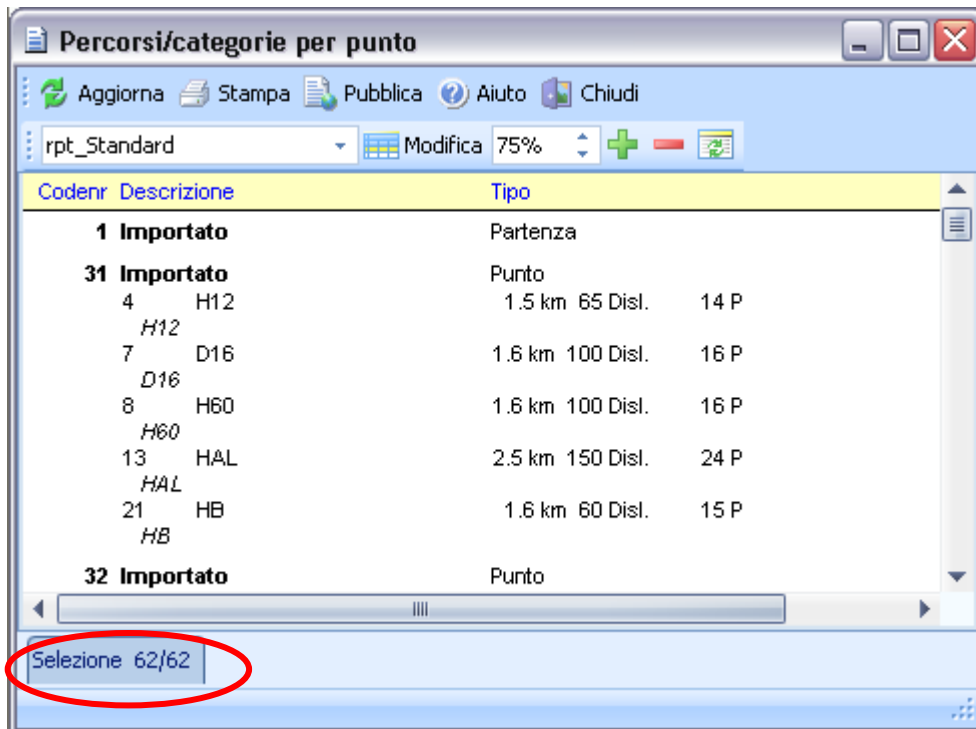 Percorsi/categorie per punto
Aggiorna Stampa Pubblica Aiuto Chiudi
rpt_Standard Modifica 75%
Codenr Descrizione Tipo
1 Importato Partenza
31 Importato Punto
4 H12 1.5 km 65 Disl. 14 P
H12
7 D16 1.6 km 100 Disl. 16 P
D16
8 H60 1.6 km 100 Disl. 16 P
H60
13 HAL 2.5 km 150 Disl. 24 P
HAL
21 HB 1.6 km 60 Disl. 15 P
HB
32 Importato Punto
Selezione 62/62